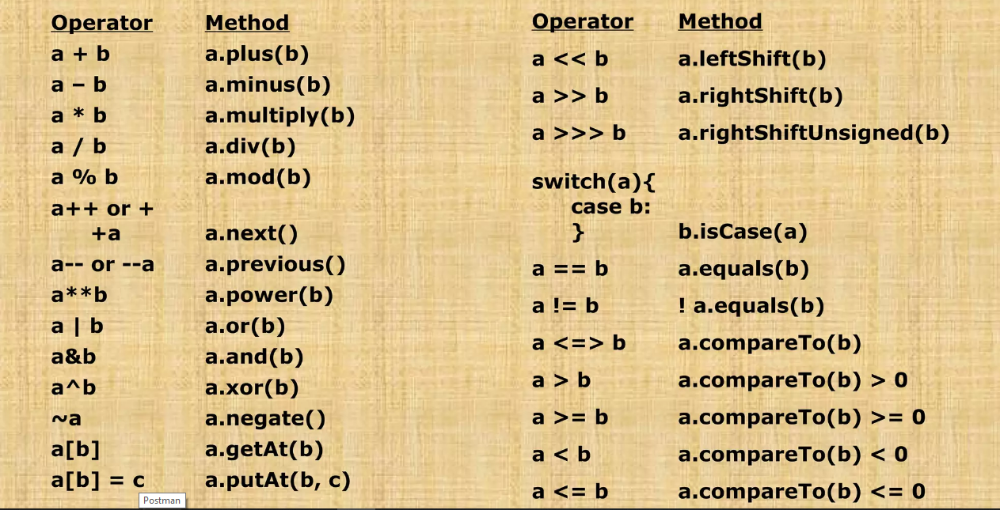 Operator Method
a + b a.plus(b)
a – b a.minus(b)
a * b a.multiply(b)
a / b a.div(b)
a % b a.mod(b)
a++ or +
+a a.next()
a-- or --a a.previous()
a**b a.power(b)
a | b a.or(b)
a&b a.and(b)
a^b a.xor(b)
~a a.negate()
a[b] a.getAt(b)
a[b] = c a.putAt(b, c)
Postman
Operator Method
a << b a.leftShift(b)
a >> b a.rightShift(b)
a >>> b a.rightShiftUnsigned(b)
switch(a){
case b:
} b.isCase(a)
a == b a.equals(b)
a != b ! a.equals(b)
a <=> b a.compareTo(b)
a > b a.compareTo(b) > 0
a >= b a.compareTo(b) >= 0
a < b a.compareTo(b) < 0
a <= b a.compareTo(b) <= 0